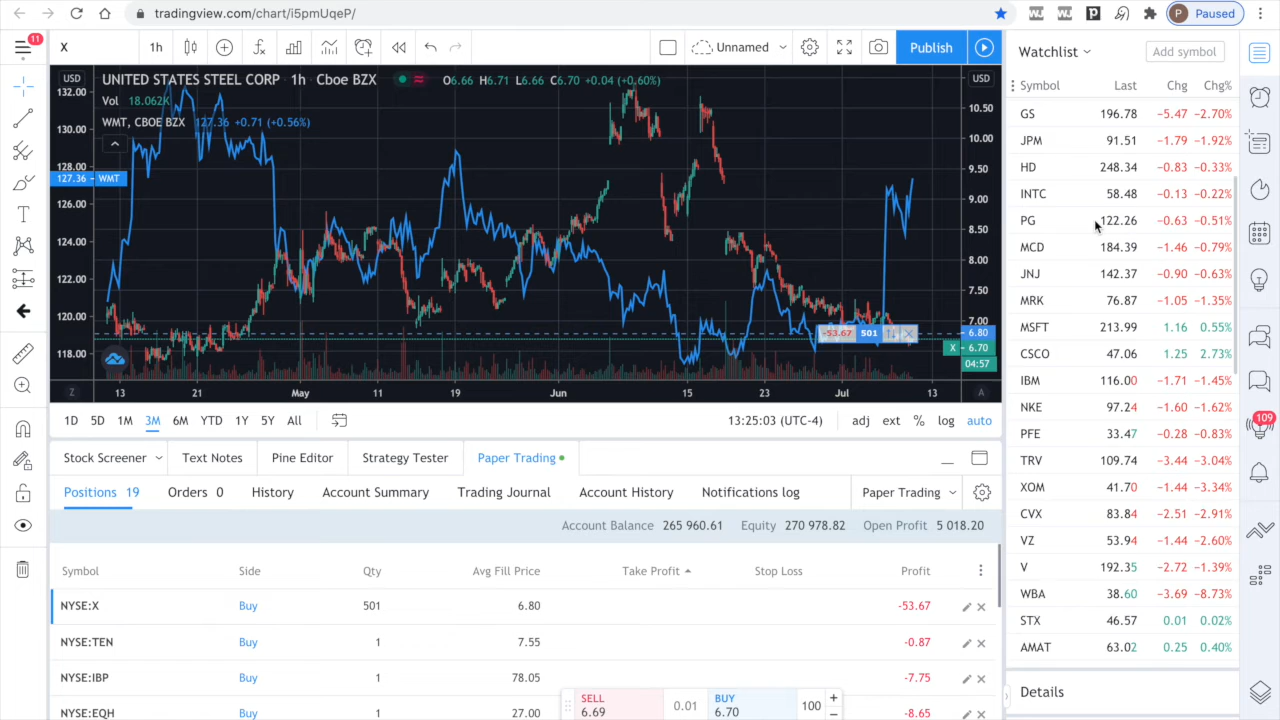 tradingview.com/chart/i5pmUqeP/
P Paused
11
X 1h Unnamed Publish
Watchlist Add symbol
UNITED STATES STEEL CORP · 1h · Cboe BZX O6.66 H6.71 L6.66 C6.70 +0.04 (+0.60%)
Vol 18.062K
WMT, CBOE BZX 127.36 +0.71 (+0.56%)
USD
132.00
130.00
128.00
127.36 WMT
126.00
124.00
122.00
120.00
118.00
USD
10.50
10.00
9.50
9.00
8.50
8.00
7.50
7.00
6.80
X 6.70
04:57
-53.67 501
Z 13 21 May 11 19 Jun 15 23 Jul 13 A
1D 5D 1M 3M 6M YTD 1Y 5Y All 13:25:03 (UTC-4) adj ext % log auto
Stock Screener Text Notes Pine Editor Strategy Tester Paper Trading
Positions 19 Orders 0 History Account Summary Trading Journal Account History Notifications log Paper Trading
Account Balance 265 960.61 Equity 270 978.82 Open Profit 5 018.20
Symbol Side Qty Avg Fill Price Take Profit Stop Loss Profit
NYSE:X Buy 501 6.80 -53.67
NYSE:TEN Buy 1 7.55 -0.87
NYSE:IBP Buy 1 78.05 -7.75
NYSE:EQH Buy 1 27.00 -8.65
SELL 6.69 0.01 BUY 6.70 100 + −
Symbol Last Chg Chg%
GS 196.78 −5.47 −2.70%
JPM 91.51 −1.79 −1.92%
HD 248.34 −0.83 −0.33%
INTC 58.48 −0.13 −0.22%
PG 122.26 −0.63 −0.51%
MCD 184.39 −1.46 −0.79%
JNJ 142.37 −0.90 −0.63%
MRK 76.87 −1.05 −1.35%
MSFT 213.99 1.16 0.55%
CSCO 47.06 1.25 2.73%
IBM 116.00 −1.71 −1.45%
NKE 97.24 −1.60 −1.62%
PFE 33.47 −0.28 −0.83%
TRV 109.74 −3.44 −3.04%
XOM 41.70 −1.44 −3.34%
CVX 83.84 −2.51 −2.91%
VZ 53.94 −1.44 −2.60%
V 192.35 −2.72 −1.39%
WBA 38.60 −3.69 −8.73%
STX 46.57 0.01 0.02%
AMAT 63.02 0.25 0.40%
Details
109